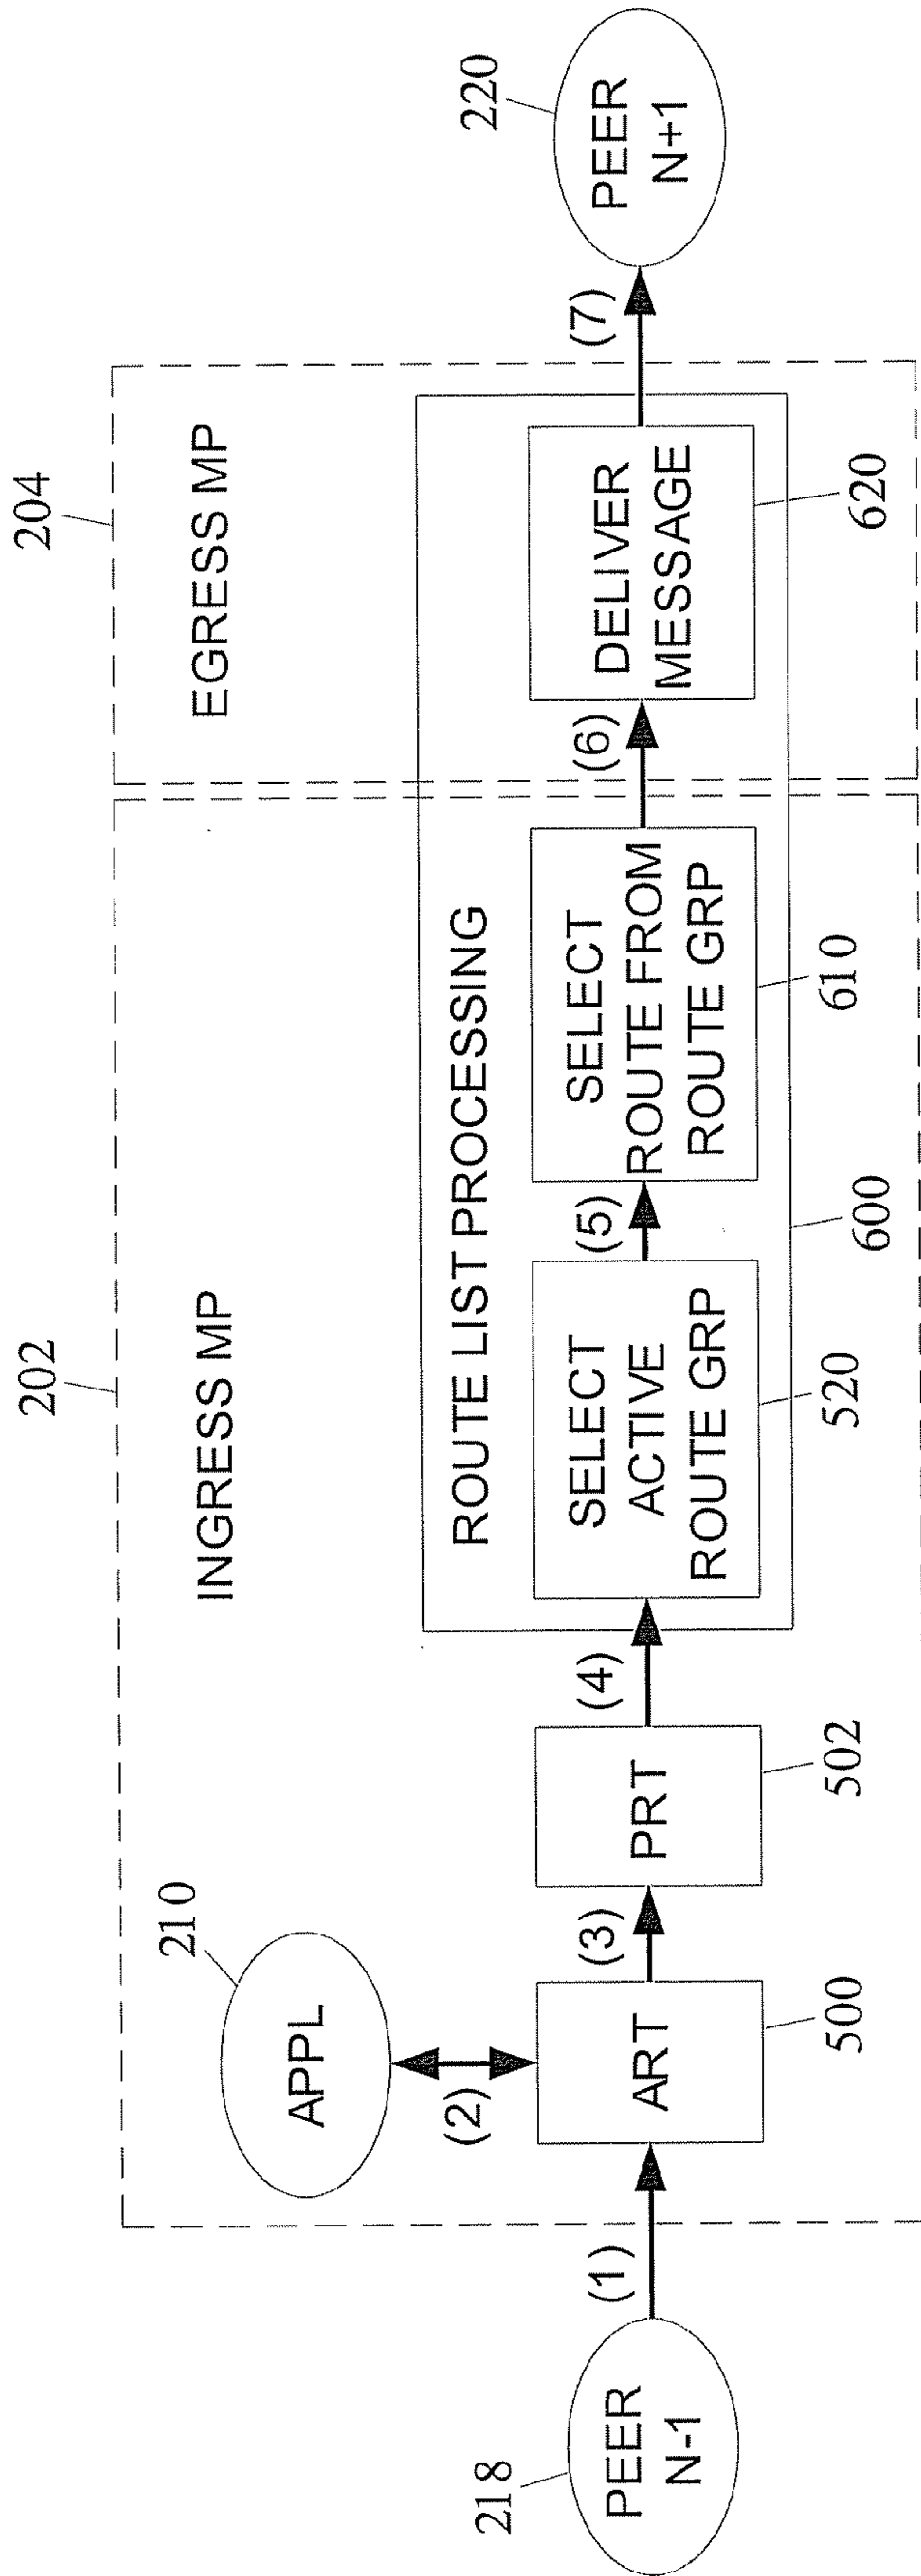 202
204
INGRESS MP
EGRESS MP
210
APPL
(2)
ROUTE LIST PROCESSING
218
PEER
N-1
(1)
ART
500
(3)
PRT
502
(4)
SELECT
ACTIVE
ROUTE GRP
520
(5)
SELECT
ROUTE FROM
ROUTE GRP
610
600
(6)
DELIVER
MESSAGE
620
(7)
PEER
N+1
220